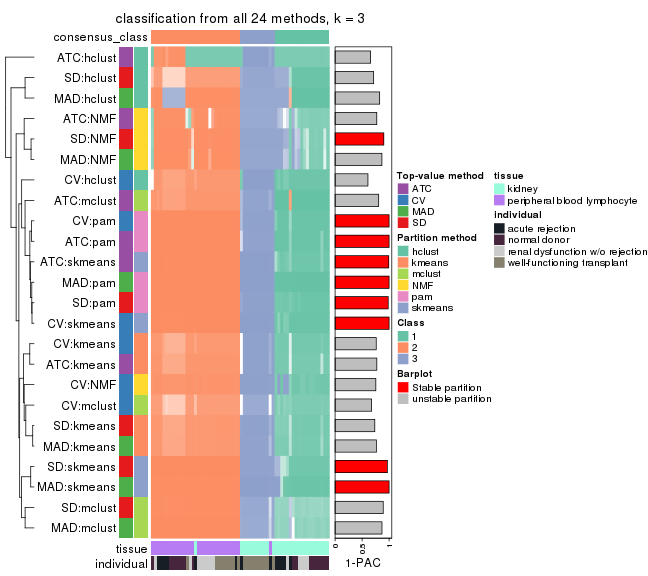 classification from all 24 methods, k = 3
consensus_class
ATC:hclust
SD:hclust
MAD:hclust
ATC:NMF
SD:NMF
MAD:NMF
CV:hclust
ATC:mclust
CV:pam
ATC:pam
ATC:skmeans
MAD:pam
SD:pam
CV:skmeans
CV:kmeans
ATC:kmeans
CV:NMF
CV:mclust
SD:kmeans
MAD:kmeans
SD:skmeans
MAD:skmeans
SD:mclust
MAD:mclust
tissue
individual
0
0.5
1
1-PAC
Top-value method
ATC
CV
MAD
SD
Partition method
hclust
kmeans
mclust
NMF
pam
skmeans
Class
1
2
3
Barplot
Stable partition
unstable partition
tissue
kidney
peripheral blood lymphocyte
individual
acute rejection
normal donor
renal dysfunction w/o rejection
well-functioning transplant